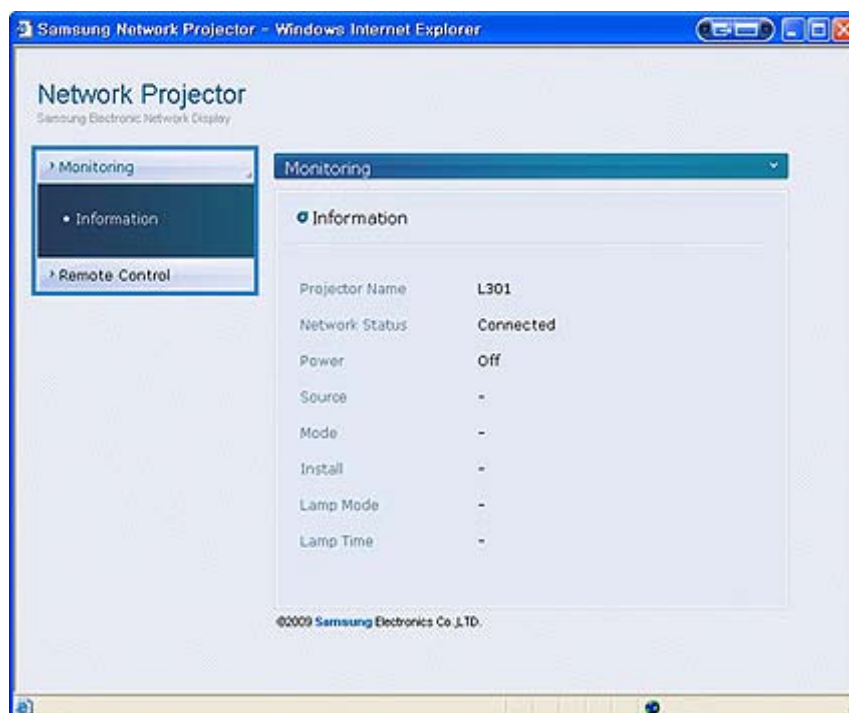 Samsung Network Projector - Windows Internet Explorer
Network Projector
Samsung Electronic Network Display
Monitoring
Information
Remote Control
Monitoring
Information
Projector Name L301
Network Status Connected
Power Off
Source -
Mode -
Install -
Lamp Mode -
Lamp Time -
©2009 Samsung Electronics Co.,LTD.